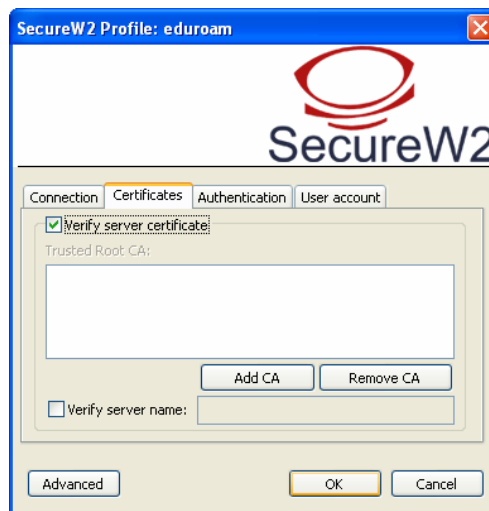 SecureW2 Profile: eduroam
SecureW2
Connection Certificates Authentication User account
Verify server certificate
Trusted Root CA:
Add CA Remove CA
Verify server name:
Advanced OK Cancel